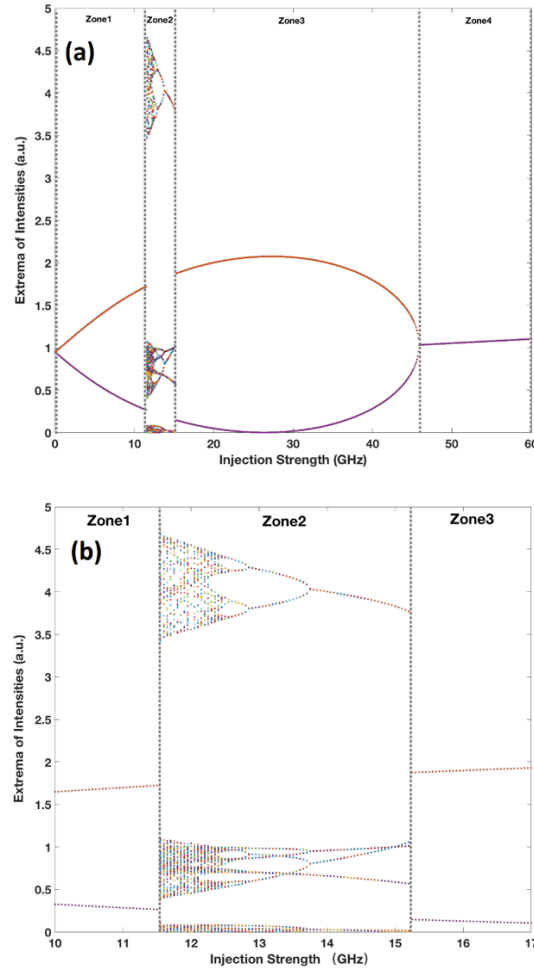 Zone1 Zone2 Zone3 Zone4
(a)
5
4.5
4
3.5
3
2.5
2
1.5
1
0.5
0
Extrema of Intensities (a.u.)
0 10 20 30 40 50 60
Injection Strength (GHz)
Zone1 Zone2 Zone3
(b)
5
4.5
4
3.5
3
2.5
2
1.5
1
0.5
0
Extrema of Intensities (a.u.)
10 11 12 13 14 15 16 17
Injection Strength (GHz)